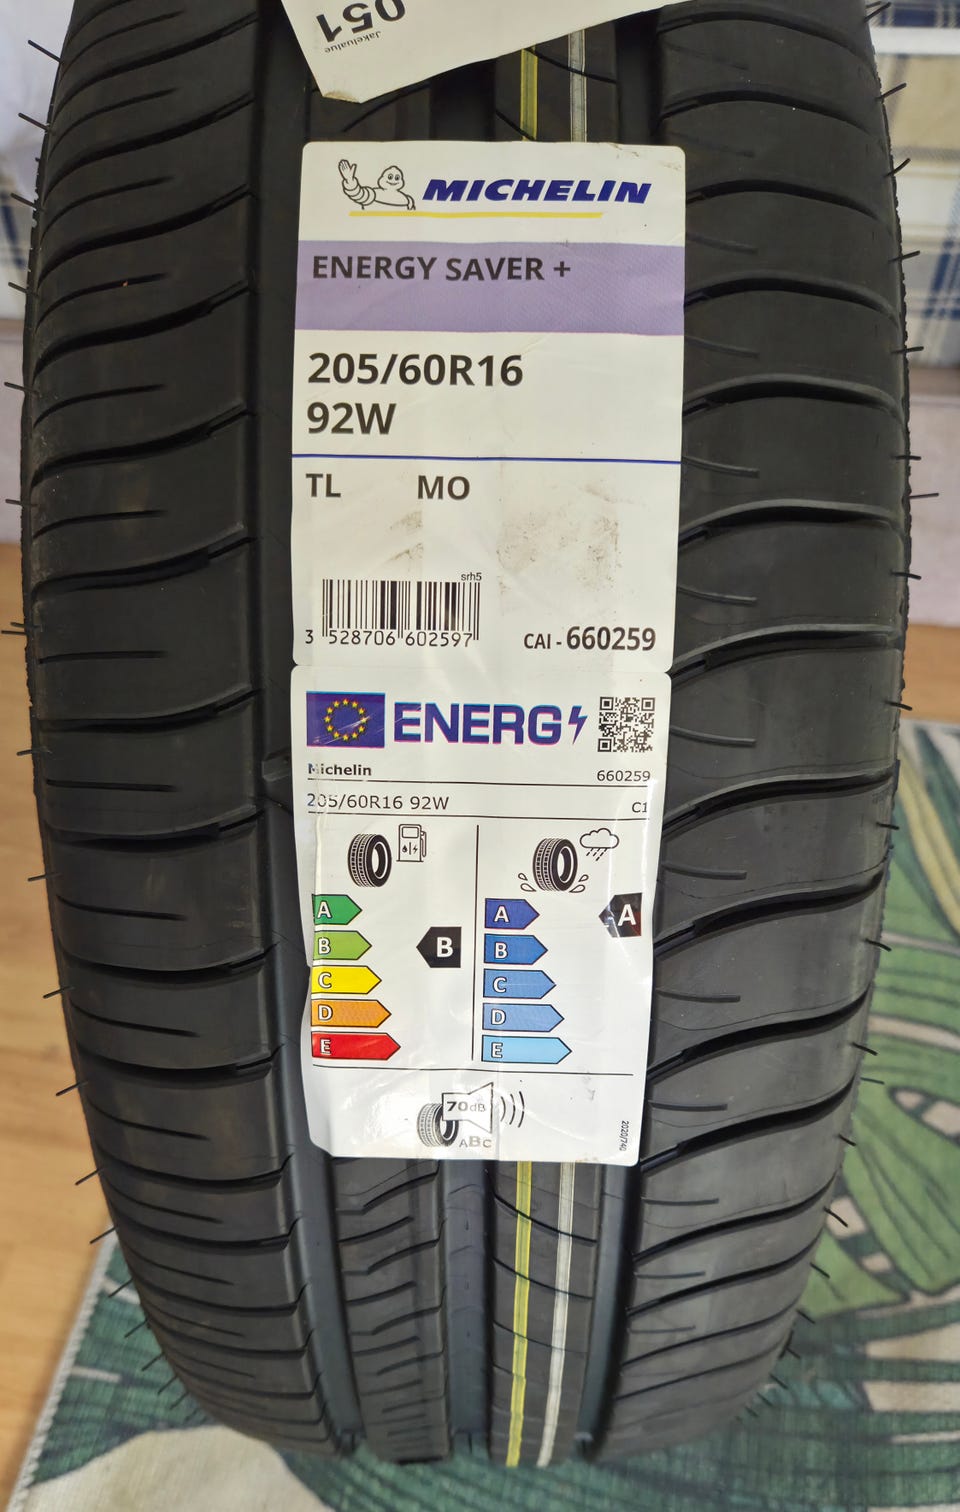 051
Jakelualue
MICHELIN
ENERGY SAVER +
205/60R16
92W
TL MO
srh5
3 528706 602597
CAI - 660259
ENERG
Michelin 660259
205/60R16 92W C1
A A A
B B B
C C
D D
E E
70dB
ABC
2020/740